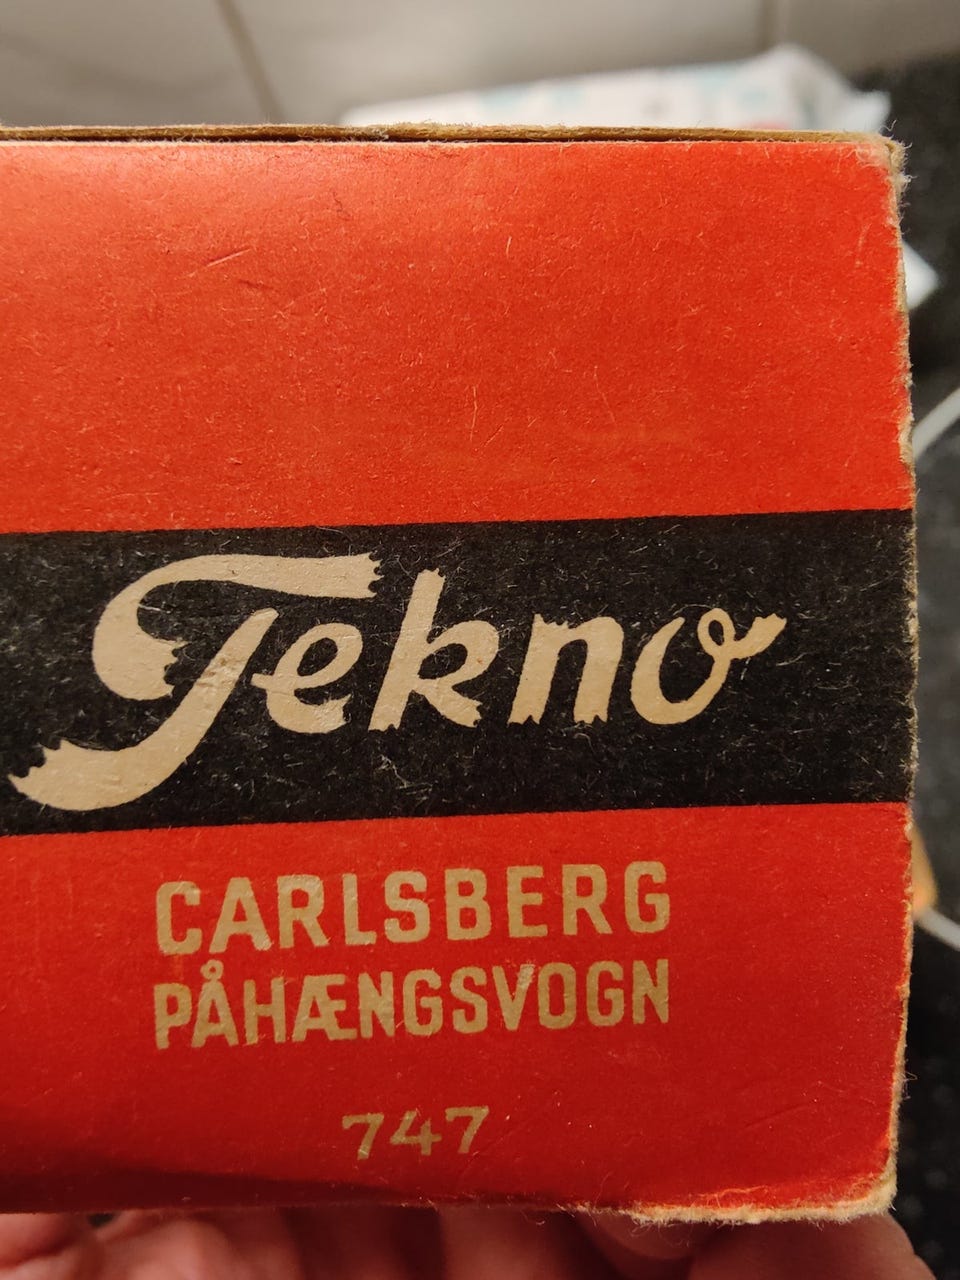 Tekno
CARLSBERG
PÅHÆNGSVOGN
747